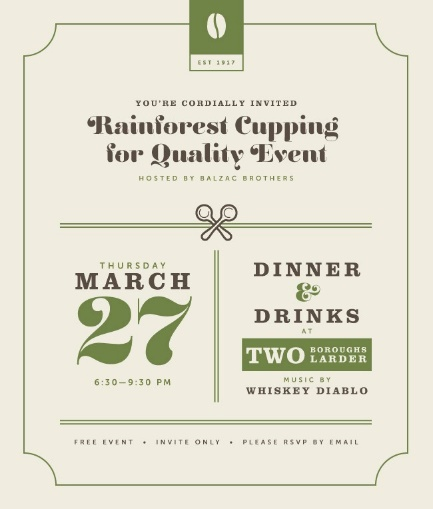 EST 1917
YOU'RE CORDIALLY INVITED
Rainforest Cupping
for Quality Event
HOSTED BY BALZAC BROTHERS
THURSDAY
MARCH
27
6:30–9:30 PM
DINNER
&
DRINKS
AT
TWO BOROUGHS
LARDER
MUSIC BY
WHISKEY DIABLO
FREE EVENT • INVITE ONLY • PLEASE RSVP BY EMAIL